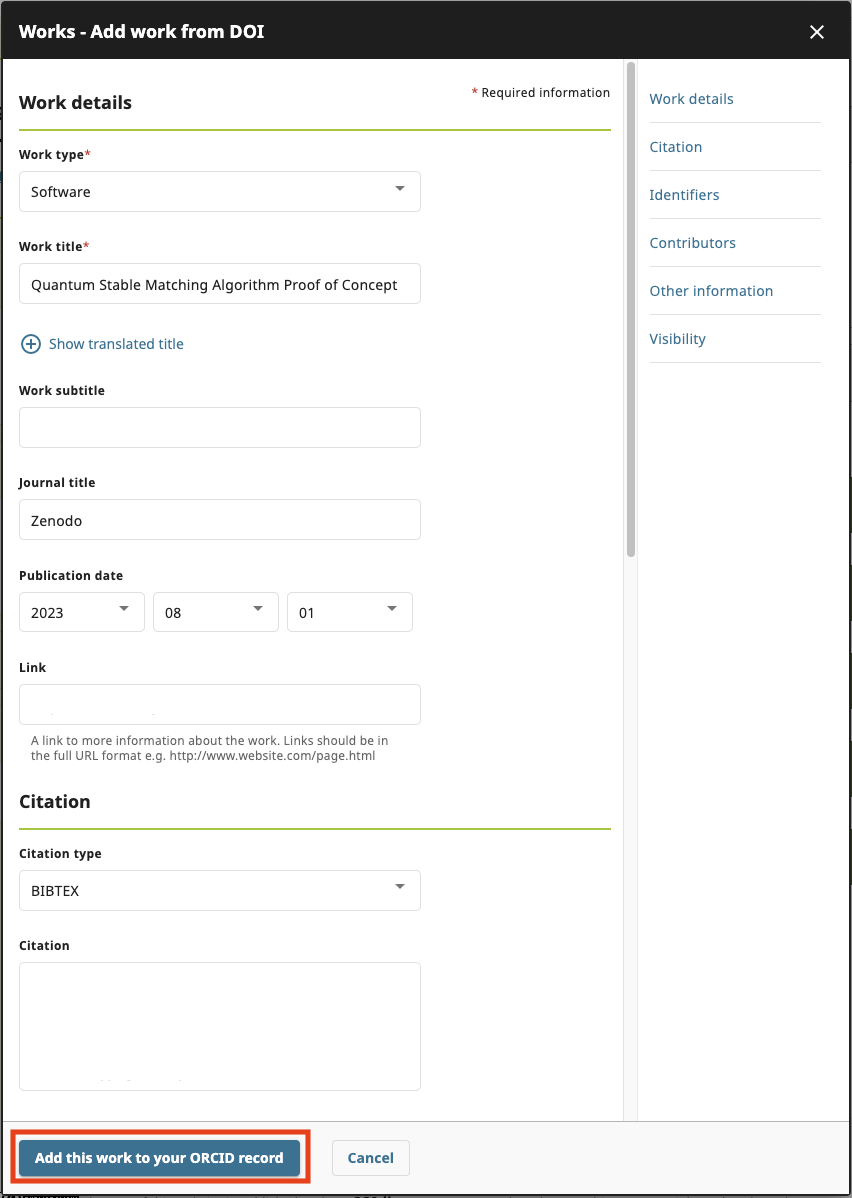 Works - Add work from DOI
* Required information
Work details
Work type*
Software
Work title*
Quantum Stable Matching Algorithm Proof of Concept
Show translated title
Work subtitle
Journal title
Zenodo
Publication date
2023 08 01
Link
A link to more information about the work. Links should be in
the full URL format e.g. http://www.website.com/page.html
Citation
Citation type
BIBTEX
Citation
Work details
Citation
Identifiers
Contributors
Other information
Visibility
Add this work to your ORCID record
Cancel